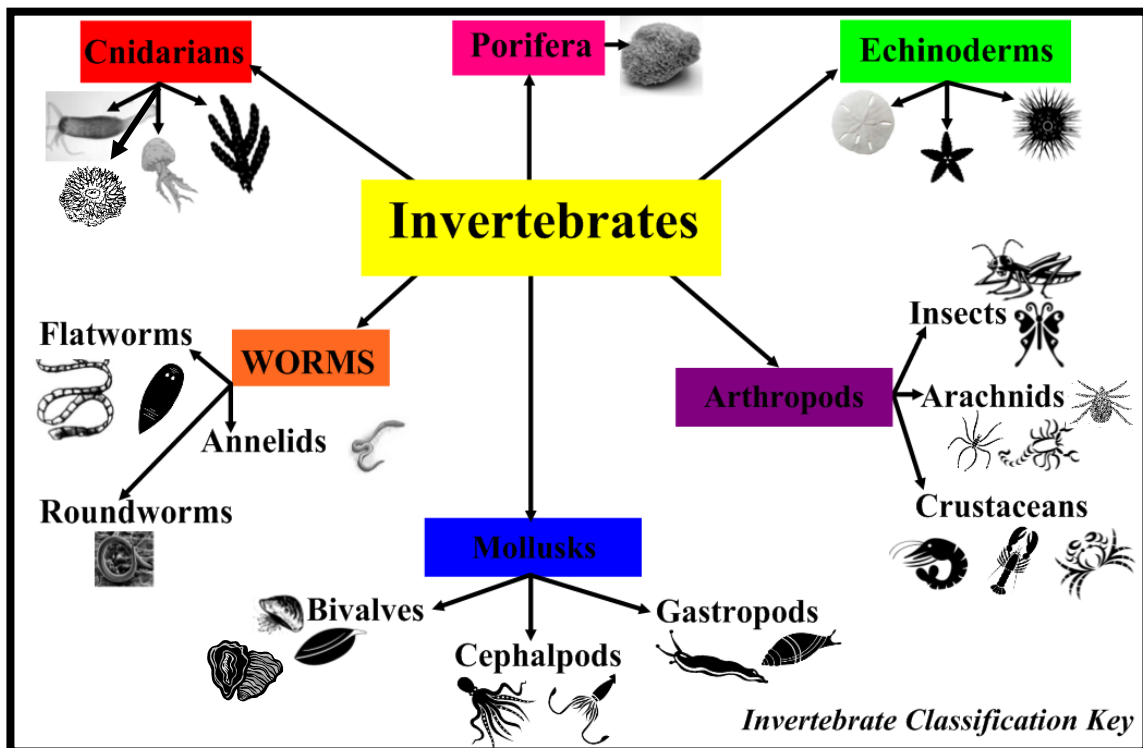 Cnidarians
Porifera
Echinoderms
Invertebrates
Flatworms
WORMS
Annelids
Roundworms
Insects
Arthropods
Arachnids
Crustaceans
Mollusks
Bivalves
Cephalpods
Gastropods
Invertebrate Classification Key